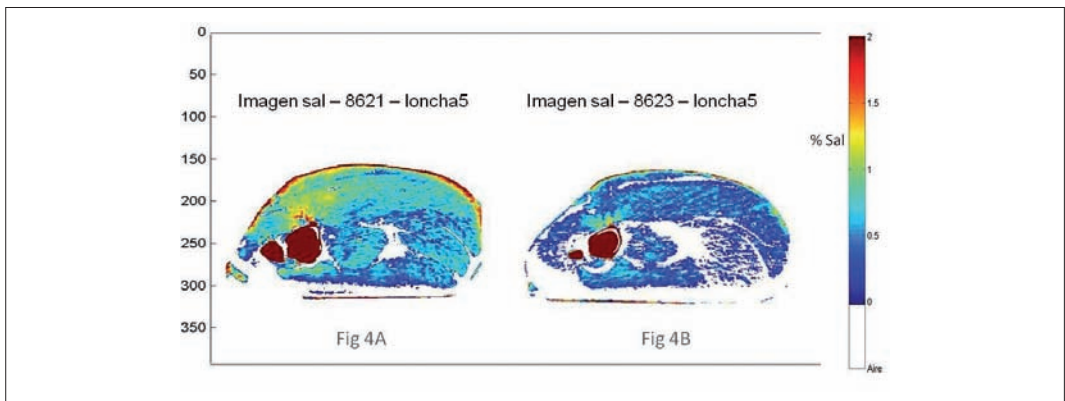 0
50
100
150
200
250
300
350
Imagen sal – 8621 – loncha5
Imagen sal – 8623 – loncha5
Fig 4A
Fig 4B
% Sal
2
1.5
1
0.5
0
Aire